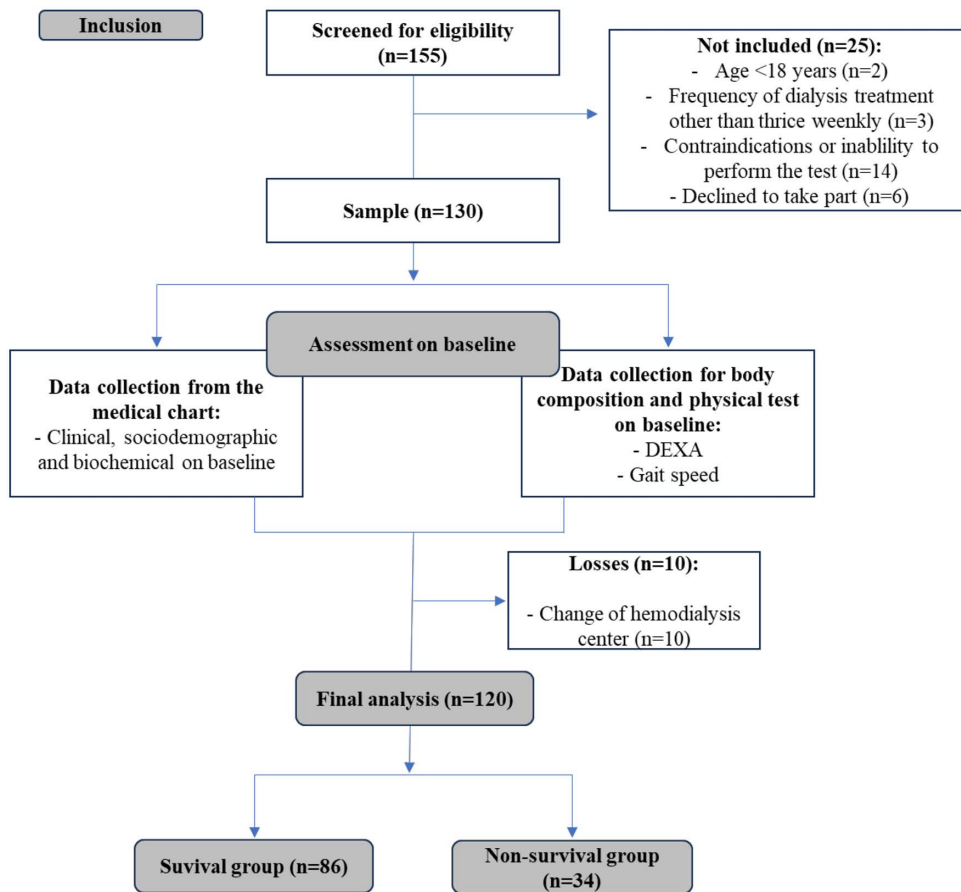 Inclusion
Screened for eligibility
(n=155)
Not included (n=25):
- Age <18 years (n=2)
- Frequency of dialysis treatment
other than thrice weenkly (n=3)
- Contraindications or inablility to
perform the test (n=14)
- Declined to take part (n=6)
Sample (n=130)
Assessment on baseline
Data collection from the
medical chart:
- Clinical, sociodemographic
and biochemical on baseline
Data collection for body
composition and physical test
on baseline:
- DEXA
- Gait speed
Losses (n=10):
- Change of hemodialysis
center (n=10)
Final analysis (n=120)
Suvival group (n=86)
Non-survival group
(n=34)